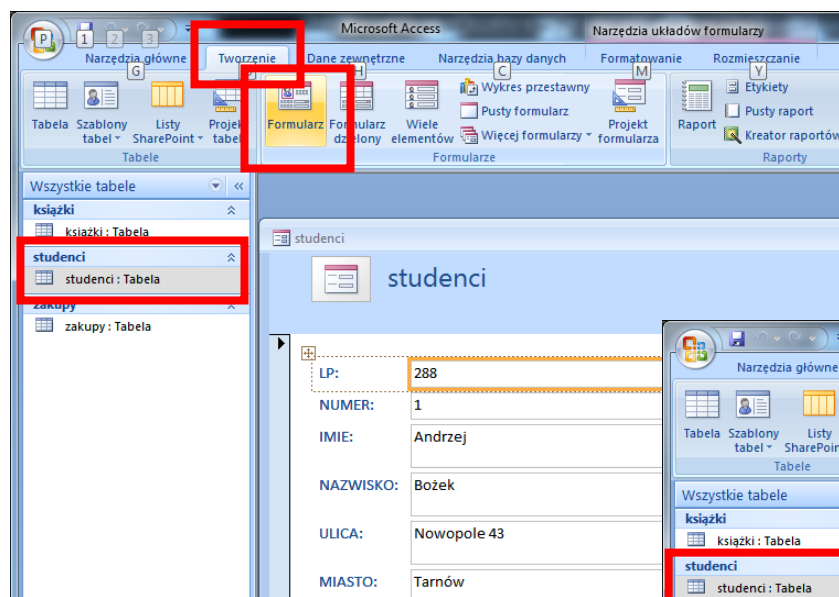 Microsoft Access
Narzędzia układów formularzy
P
1
2
3
Narzędzia główne
Tworzenie
Dane zewnętrzne
Narzędzia bazy danych
Formatowanie
Rozmieszczanie
G
H
C
M
Y
Tabela
Szablony tabel
Listy SharePoint
Formularz
Formularz dzielony
Wiele elementów
Wykres przestawny
Pusty formularz
Więcej formularzy
Projekt formularza
Raport
Etykiety
Pusty raport
Kreator raportów
Tabele
Formularze
Raporty
Wszystkie tabele
książki
książki : Tabela
studenci
studenci : Tabela
zakupy
zakupy : Tabela
studenci
studenci
LP:
288
NUMER:
1
IMIE:
Andrzej
NAZWISKO:
Bożek
ULICA:
Nowopole 43
MIASTO:
Tarnów
Narzędzia główne
Tabela
Szablony tabel
Listy
Tabele
Wszystkie tabele
książki
książki : Tabela
studenci
studenci : Tabela